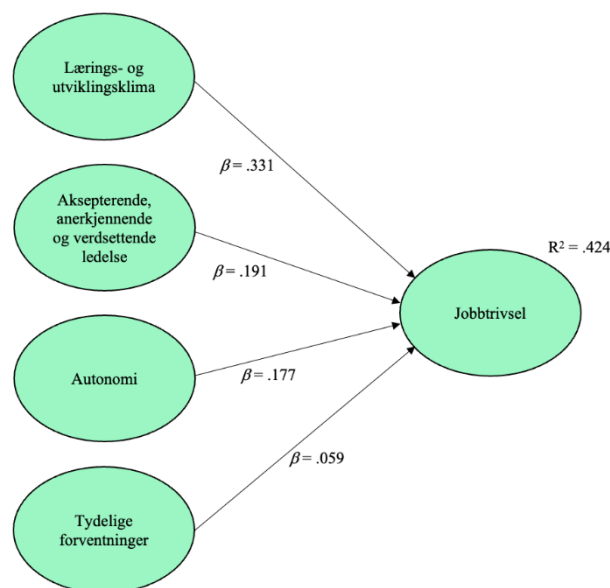 Lærings- og
utviklingsklima
β = .331
Aksepterende,
anerkjennende
og verdsettende
ledelse
β = .191
R² = .424
Jobbtrivsel
Autonomi
β = .177
β = .059
Tydelige
forventninger